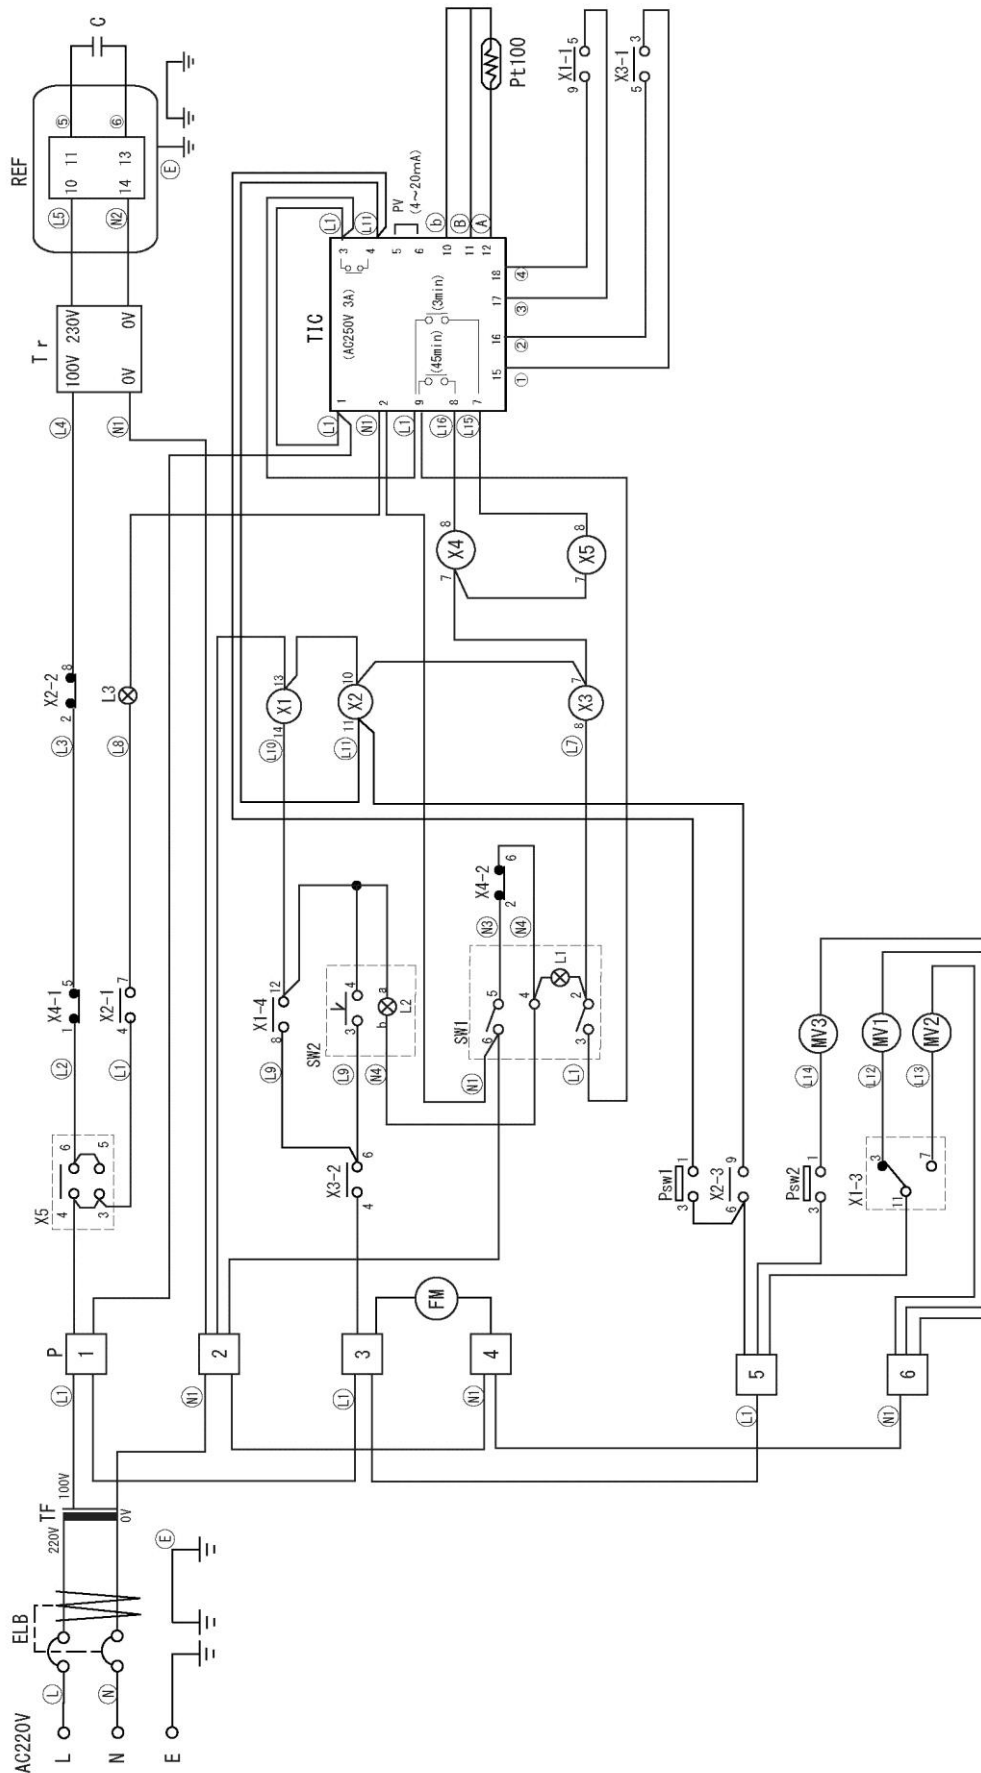 AC220V
L
N
E
L
N
ELB
TF
220V
100V
0V
E
P
L1
1
N1
2
L1
3
N1
4
FM
L1
5
N1
6
X5
4
6
3
5
L2
X4-1
1
5
L3
X2-2
2
8
L4
Tr
100V 230V
0V 0V
N1
L5
N2
REF
10 11
14 13
5
6
C
E
L1
X2-1
4
7
L8
L3
X3-2
4
6
L9
X1-4
8
12
L10
14
X1
13
SW2
L9
3
4
N4
b
a
L2
L11
11
X2
10
SW1
N1
6
5
N3
X4-2
2
6
N4
4
L1
L1
3
2
L7
8
X3
7
7
X4
8
7
X5
8
TIC
(AC250V 3A)
L1
1
N1
2
L1
9
L16
8
L15
7
(45min)
(3min)
L1
3
L11
4
5
6
PV
(4~20mA)
10
b
11
B
12
A
Pt100
15
1
16
2
17
3
18
4
X1-1
9
5
X3-1
5
3
Psw1
3
1
X2-3
6
9
Psw2
3
1
L14
MV3
X1-3
11
3
7
L12
MV1
L13
MV2